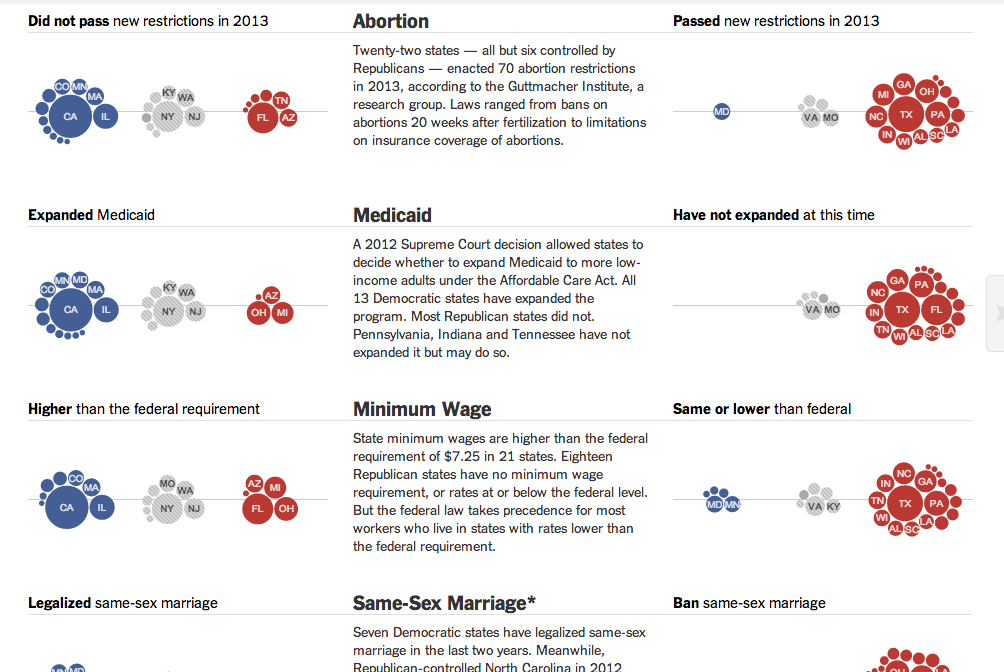 Did not pass new restrictions in 2013
Abortion
Passed new restrictions in 2013
Twenty-two states — all but six controlled by
Republicans — enacted 70 abortion restrictions
in 2013, according to the Guttmacher Institute, a
research group. Laws ranged from bans on
abortions 20 weeks after fertilization to limitations
on insurance coverage of abortions.
CO MN MA CA IL
KY WA NY NJ
TN FL AZ
MD
VA MO
GA MI OH NC TX PA IN WI AL SC LA
Expanded Medicaid
Medicaid
Have not expanded at this time
A 2012 Supreme Court decision allowed states to
decide whether to expand Medicaid to more low-
income adults under the Affordable Care Act. All
13 Democratic states have expanded the
program. Most Republican states did not.
Pennsylvania, Indiana and Tennessee have not
expanded it but may do so.
MN MD CO MA CA IL
KY WA NY NJ
AZ OH MI
VA MO
GA PA NC IN TX FL TN WI AL SC LA
Higher than the federal requirement
Minimum Wage
Same or lower than federal
State minimum wages are higher than the federal
requirement of $7.25 in 21 states. Eighteen
Republican states have no minimum wage
requirement, or rates at or below the federal level.
But the federal law takes precedence for most
workers who live in states with rates lower than
the federal requirement.
CO MA CA IL
MO WA NY NJ
AZ MI FL OH
MD MN
VA KY
NC IN GA TN TX PA WI AL SC LA
Legalized same-sex marriage
Same-Sex Marriage*
Ban same-sex marriage
Seven Democratic states have legalized same-sex
marriage in the last two years. Meanwhile,
Republican-controlled North Carolina in 2012
MN MD